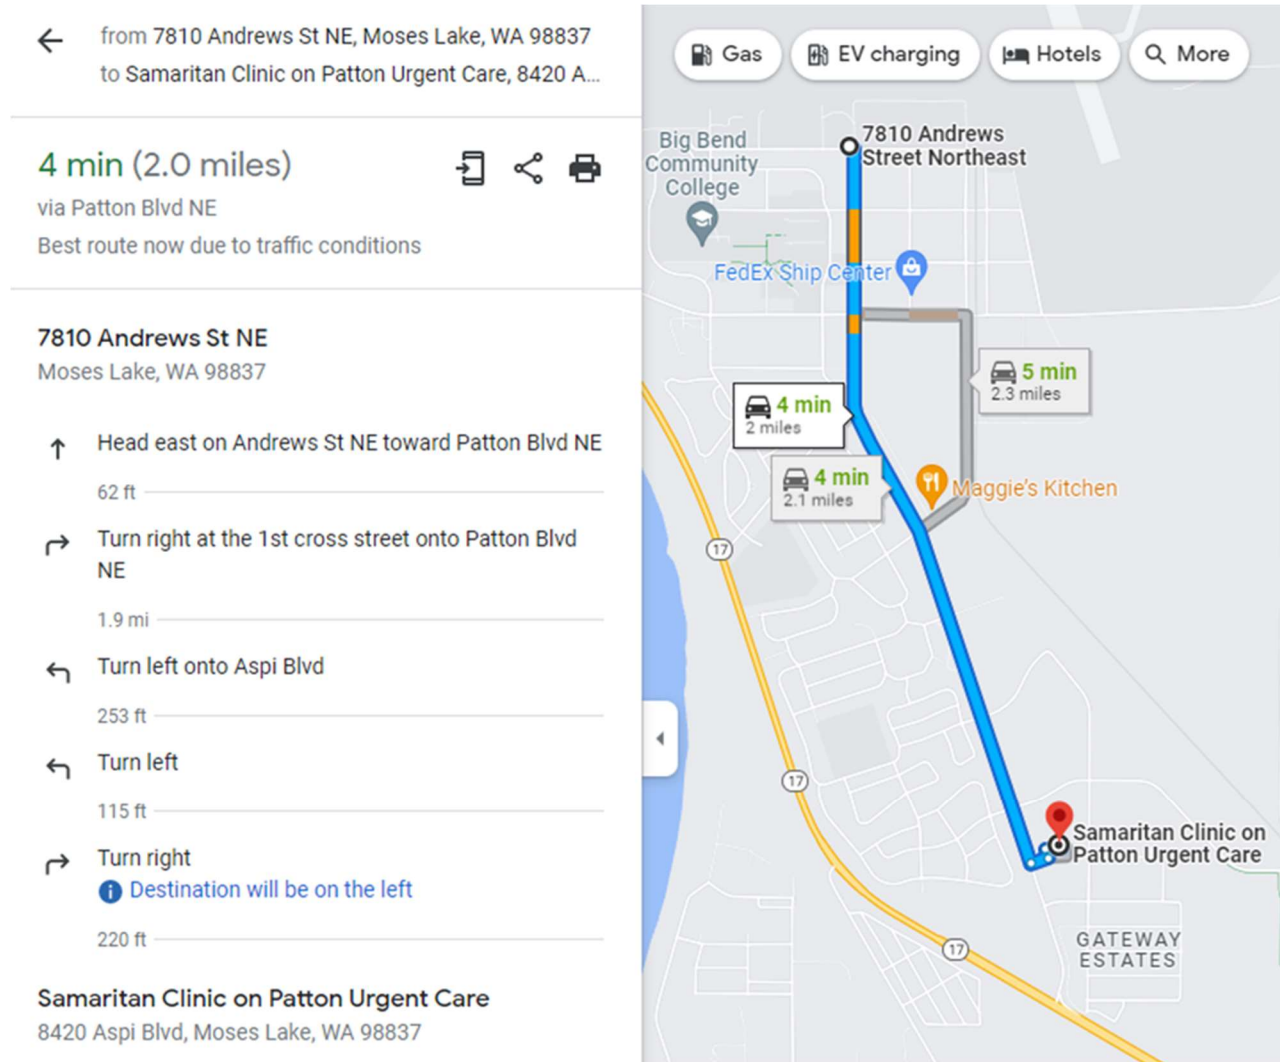 from 7810 Andrews St NE, Moses Lake, WA 98837
to Samaritan Clinic on Patton Urgent Care, 8420 A...
4 min (2.0 miles)
via Patton Blvd NE
Best route now due to traffic conditions
7810 Andrews St NE
Moses Lake, WA 98837
Head east on Andrews St NE toward Patton Blvd NE
62 ft
Turn right at the 1st cross street onto Patton Blvd
NE
1.9 mi
Turn left onto Aspi Blvd
253 ft
Turn left
115 ft
Turn right
Destination will be on the left
220 ft
Samaritan Clinic on Patton Urgent Care
8420 Aspi Blvd, Moses Lake, WA 98837
Gas
EV charging
Hotels
More
7810 Andrews
Street Northeast
Big Bend
Community
College
FedEx Ship Center
5 min
2.3 miles
4 min
2 miles
4 min
2.1 miles
Maggie's Kitchen
17
17
Samaritan Clinic on
Patton Urgent Care
17
GATEWAY
ESTATES